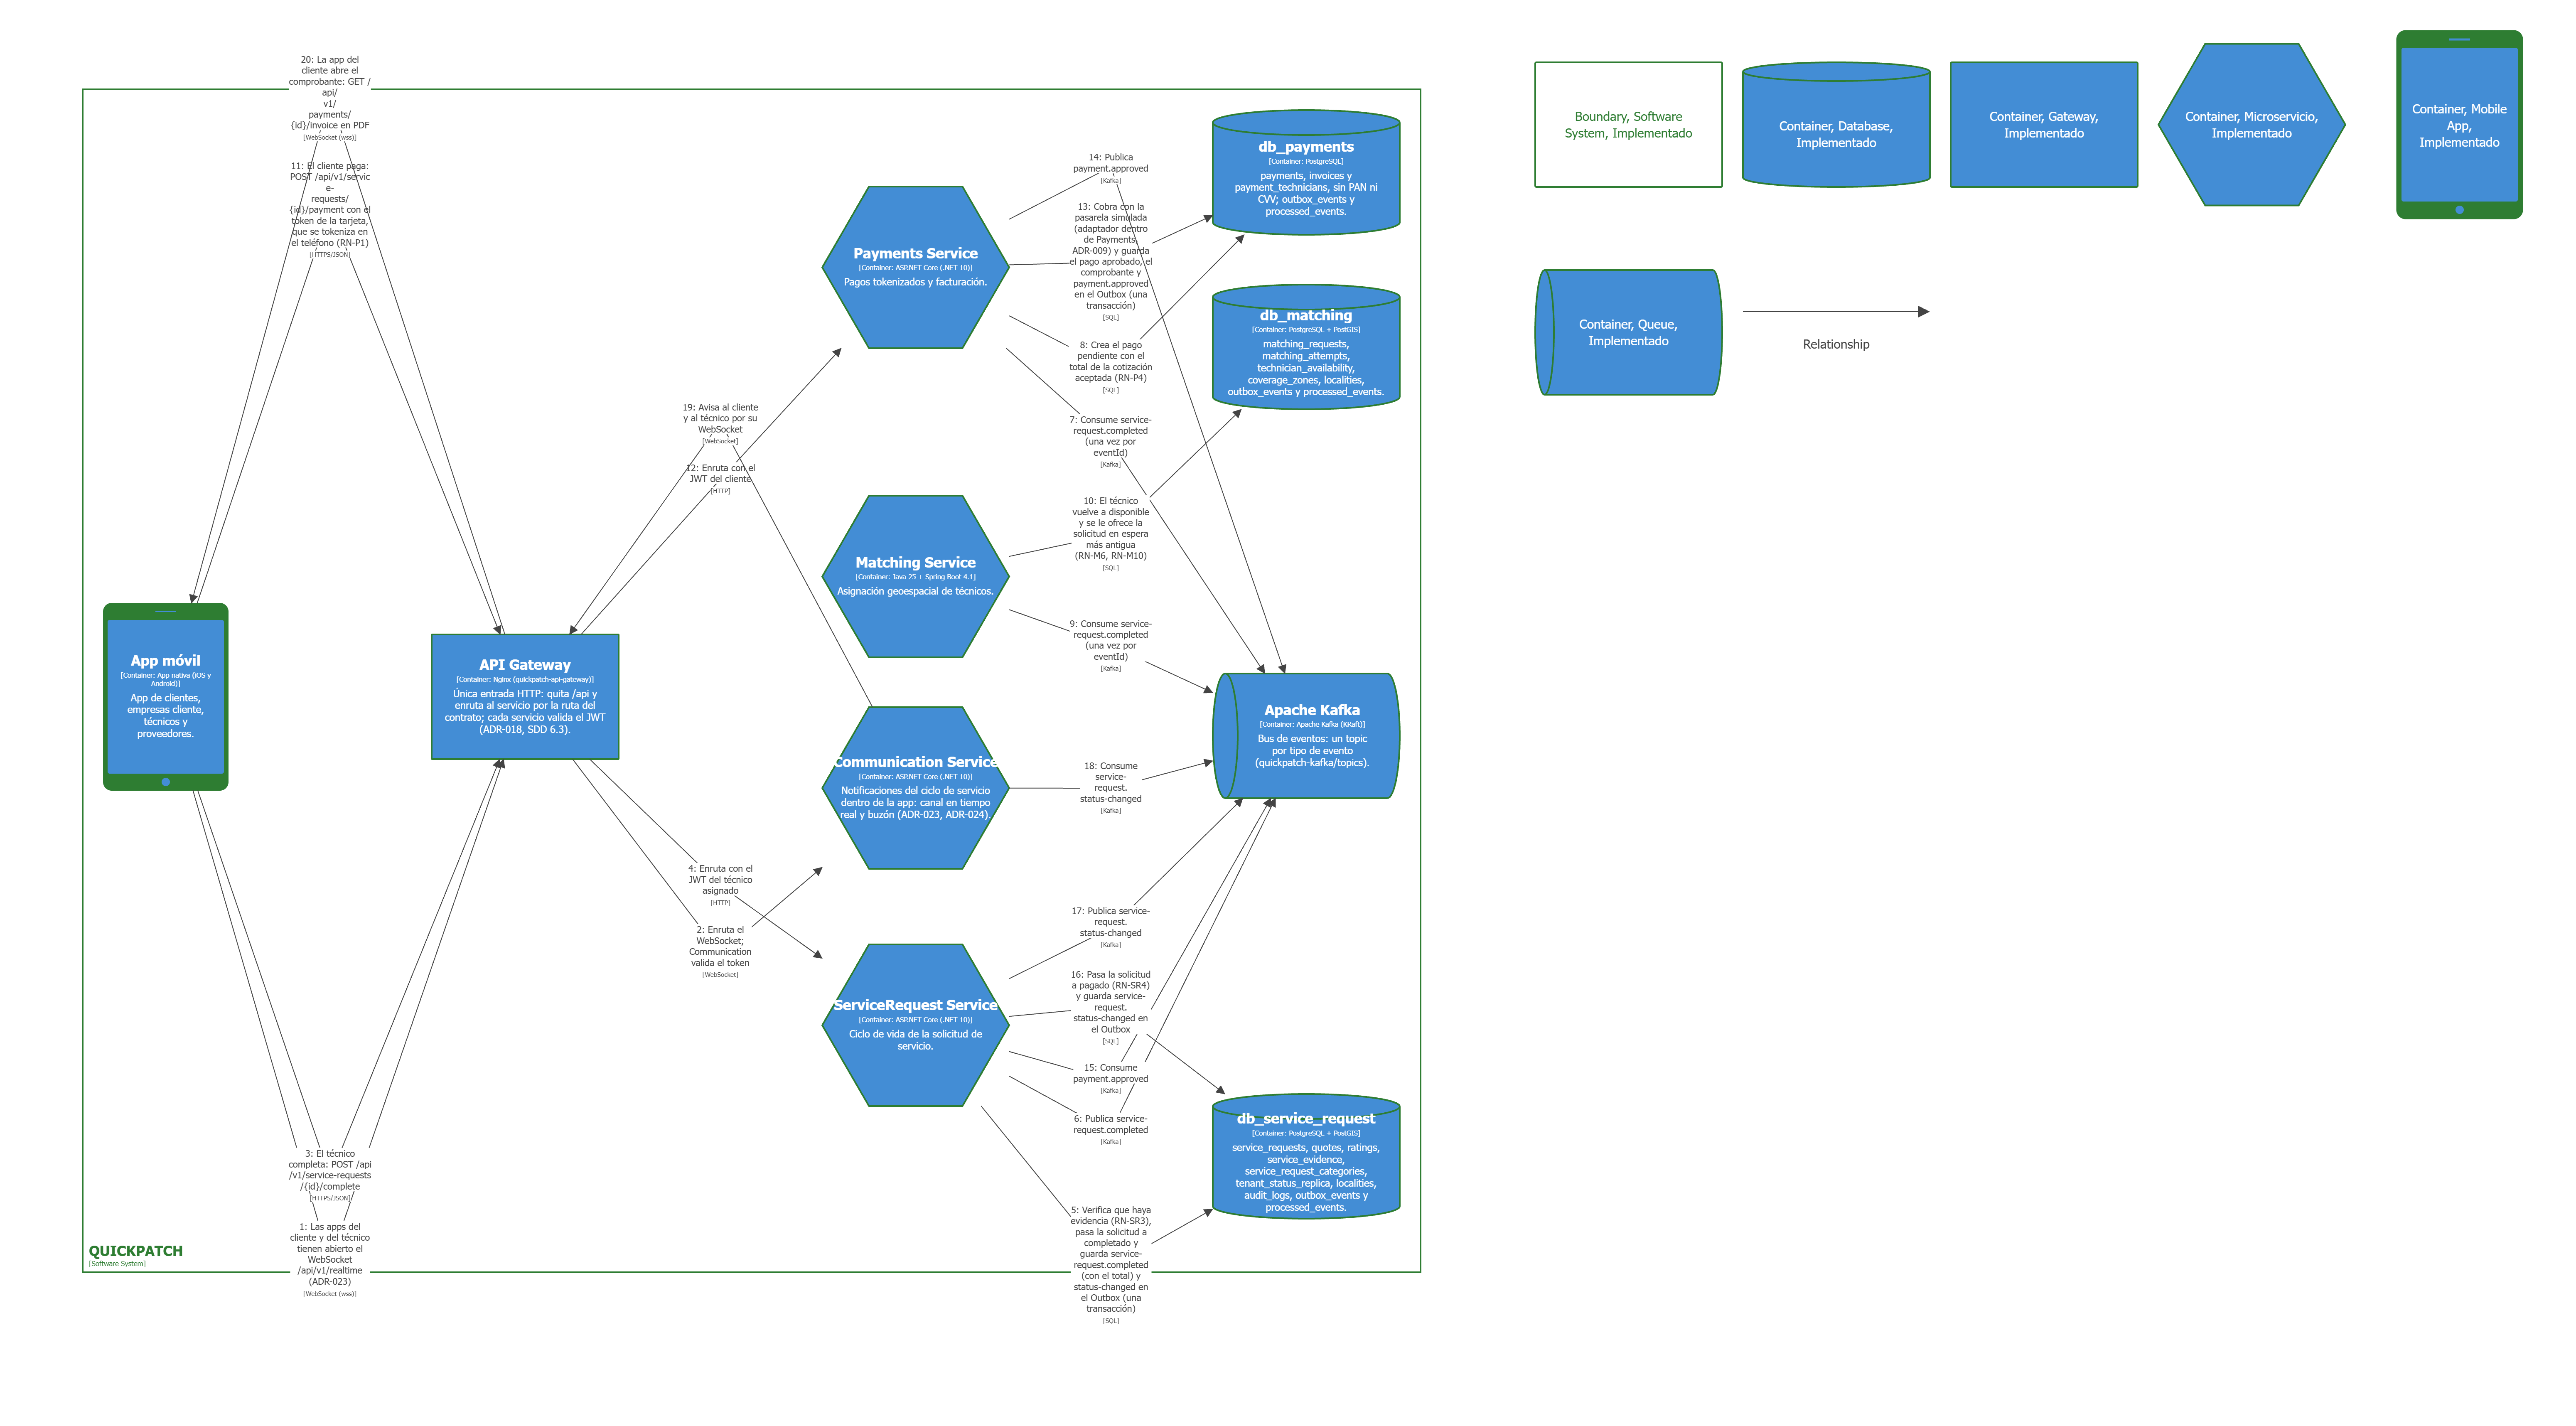 20: La app del
cliente abre el
comprobante: GET /
api/
v1/
payments/
{id}/invoice en PDF
[WebSocket (wss)]
11: El cliente paga:
POST /api/v1/servic
e-
requests/
{id}/payment con el
token de la tarjeta,
que se tokeniza en
el teléfono (RN-P1)
[HTTPS/JSON]
App móvil
[Container: App nativa (iOS y
Android)]
App de clientes,
empresas cliente,
técnicos y
proveedores.
3: El técnico
completa: POST /api
/v1/service-requests
/{id}/complete
[HTTPS/JSON]
1: Las apps del
cliente y del técnico
tienen abierto el
WebSocket
/api/v1/realtime
(ADR-023)
[WebSocket (wss)]
QUICKPATCH
[Software System]
API Gateway
[Container: Nginx (quickpatch-api-gateway)]
Única entrada HTTP: quita /api y
enruta al servicio por la ruta del
contrato; cada servicio valida el JWT
(ADR-018, SDD 6.3).
19: Avisa al cliente
y al técnico por su
WebSocket
[WebSocket]
12: Enruta con el
JWT del cliente
[HTTP]
4: Enruta con el
JWT del técnico
asignado
[HTTP]
2: Enruta el
WebSocket;
Communication
valida el token
[WebSocket]
Payments Service
[Container: ASP.NET Core (.NET 10)]
Pagos tokenizados y facturación.
Matching Service
[Container: Java 25 + Spring Boot 4.1]
Asignación geoespacial de técnicos.
Communication Service
[Container: ASP.NET Core (.NET 10)]
Notificaciones del ciclo de servicio
dentro de la app: canal en tiempo
real y buzón (ADR-023, ADR-024).
ServiceRequest Service
[Container: ASP.NET Core (.NET 10)]
Ciclo de vida de la solicitud de
servicio.
14: Publica
payment.approved
[Kafka]
13: Cobra con la
pasarela simulada
(adaptador dentro
de Payments,
ADR-009) y guarda
el pago aprobado, el
comprobante y
payment.approved
en el Outbox (una
transacción)
[SQL]
8: Crea el pago
pendiente con el
total de la cotización
aceptada (RN-P4)
[SQL]
7: Consume service-
request.completed
(una vez por
eventId)
[Kafka]
10: El técnico
vuelve a disponible
y se le ofrece la
solicitud en espera
más antigua
(RN-M6, RN-M10)
[SQL]
9: Consume service-
request.completed
(una vez por
eventId)
[Kafka]
18: Consume
service-
request.
status-changed
[Kafka]
17: Publica service-
request.
status-changed
[Kafka]
16: Pasa la solicitud
a pagado (RN-SR4)
y guarda service-
request.
status-changed en
el Outbox
[SQL]
15: Consume
payment.approved
[Kafka]
6: Publica service-
request.completed
[Kafka]
5: Verifica que haya
evidencia (RN-SR3),
pasa la solicitud a
completado y
guarda service-
request.completed
(con el total) y
status-changed en
el Outbox (una
transacción)
[SQL]
db_payments
[Container: PostgreSQL]
payments, invoices y
payment_technicians, sin PAN ni
CVV; outbox_events y
processed_events.
db_matching
[Container: PostgreSQL + PostGIS]
matching_requests,
matching_attempts,
technician_availability,
coverage_zones, localities,
outbox_events y processed_events.
Apache Kafka
[Container: Apache Kafka (KRaft)]
Bus de eventos: un topic
por tipo de evento
(quickpatch-kafka/topics).
db_service_request
[Container: PostgreSQL + PostGIS]
service_requests, quotes, ratings,
service_evidence,
service_request_categories,
tenant_status_replica, localities,
audit_logs, outbox_events y
processed_events.
Boundary, Software
System, Implementado
Container, Database,
Implementado
Container, Gateway,
Implementado
Container, Microservicio,
Implementado
Container, Mobile
App,
Implementado
Container, Queue,
Implementado
Relationship